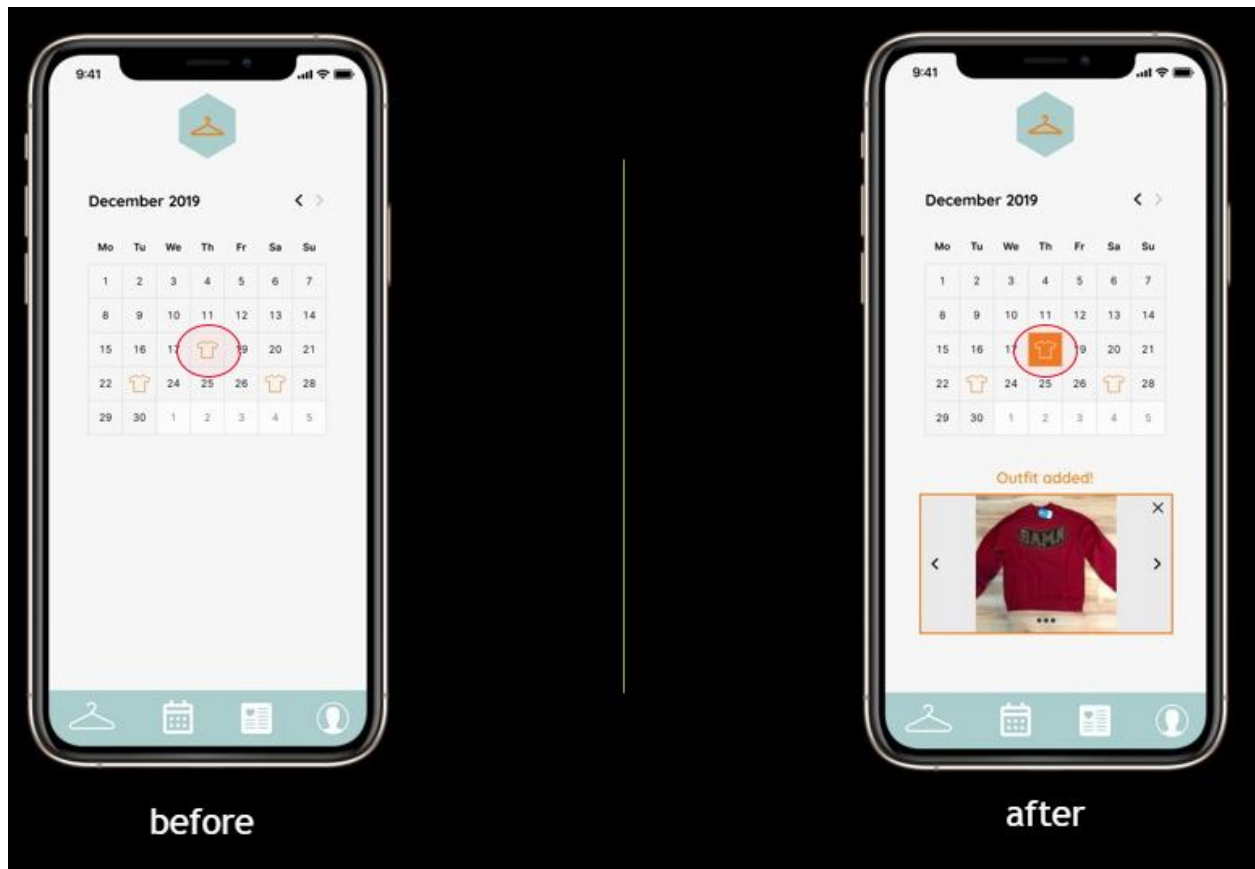 9:41
December 2019
Mo Tu We Th Fr Sa Su
1 2 3 4 5 6 7
8 9 10 11 12 13 14
15 16 17 19 20 21
22 24 25 26 28
29 30 1 2 3 4 5
before
9:41
December 2019
Mo Tu We Th Fr Sa Su
1 2 3 4 5 6 7
8 9 10 11 12 13 14
15 16 17 19 20 21
22 24 25 26 28
29 30 1 2 3 4 5
Outfit added!
after